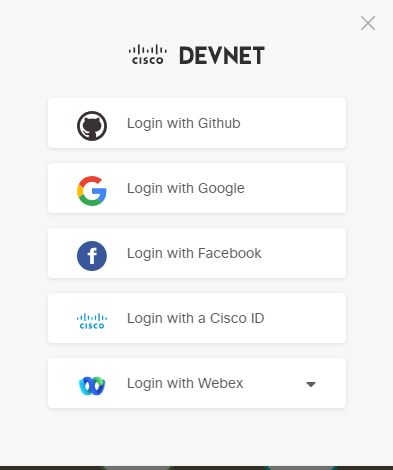 CISCO DEVNET
Login with Github
Login with Google
Login with Facebook
CISCO
Login with a Cisco ID
Login with Webex